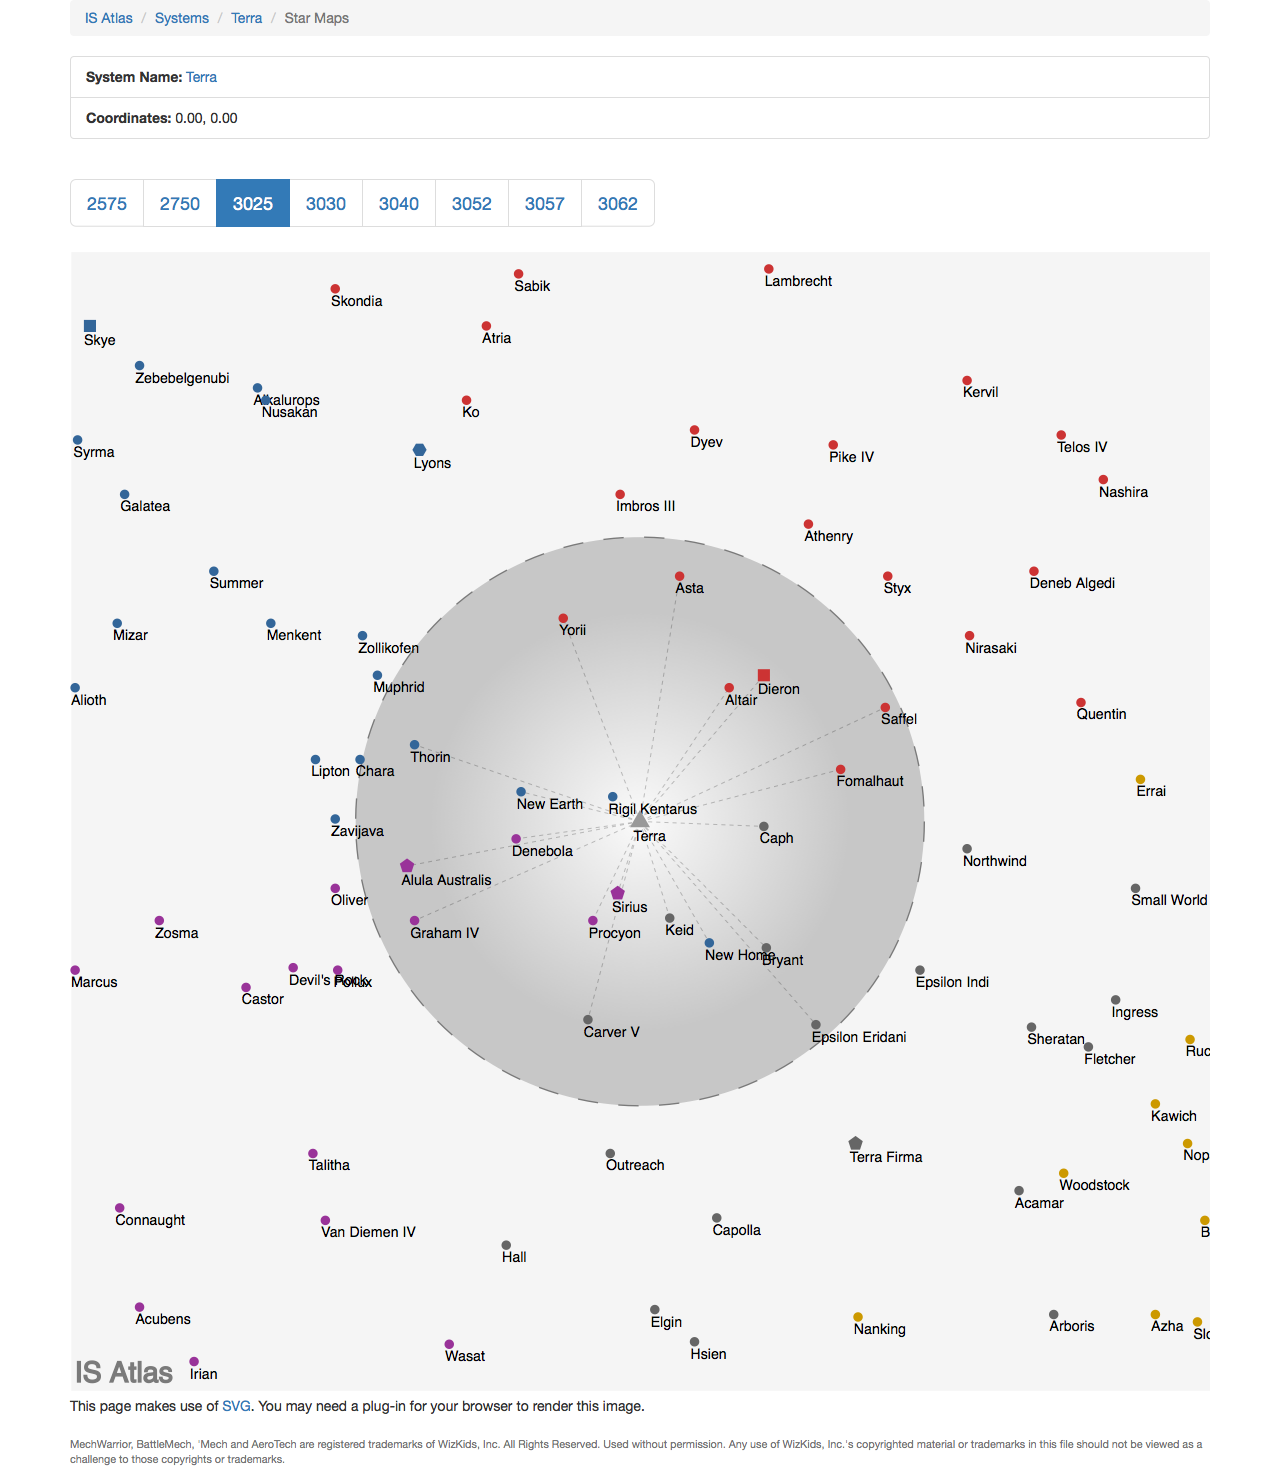 IS Atlas / Systems / Terra / Star Maps
System Name: Terra
Coordinates: 0.00, 0.00
2575 2750 3025 3030 3040 3052 3057 3062
Lambrecht
Sabik
Skondia
Atria
Skye
Zebebelgenubi
Kervil
Alkalurops
Nusakan
Ko
Dyev
Telos IV
Syrma
Pike IV
Lyons
Nashira
Galatea
Imbros III
Athenry
Summer
Deneb Algedi
Asta
Styx
Yorii
Mizar
Menkent
Zollikofen
Nirasaki
Muphrid
Dieron
Alioth
Altair
Quentin
Saffel
Thorin
Lipton
Chara
Fomalhaut
Errai
New Earth
Rigil Kentarus
Zavijava
Terra
Caph
Denebola
Northwind
Alula Australis
Oliver
Small World
Sirius
Keid
Zosma
Graham IV
Procyon
New Home
Bryant
Devil's Rock
Pollux
Marcus
Epsilon Indi
Castor
Ingress
Carver V
Epsilon Eridani
Sheratan
Ruc
Fletcher
Kawich
Nop
Terra Firma
Talitha
Outreach
Woodstock
Acamar
Connaught
Van Diemen IV
Capolla
B
Hall
Acubens
Elgin
Nanking
Arboris
Azha
Slo
Wasat
Hsien
Irian
IS Atlas
This page makes use of SVG. You may need a plug-in for your browser to render this image.
MechWarrior, BattleMech, 'Mech and AeroTech are registered trademarks of WizKids, Inc. All Rights Reserved. Used without permission. Any use of WizKids, Inc.'s copyrighted material or trademarks in this file should not be viewed as a
challenge to those copyrights or trademarks.